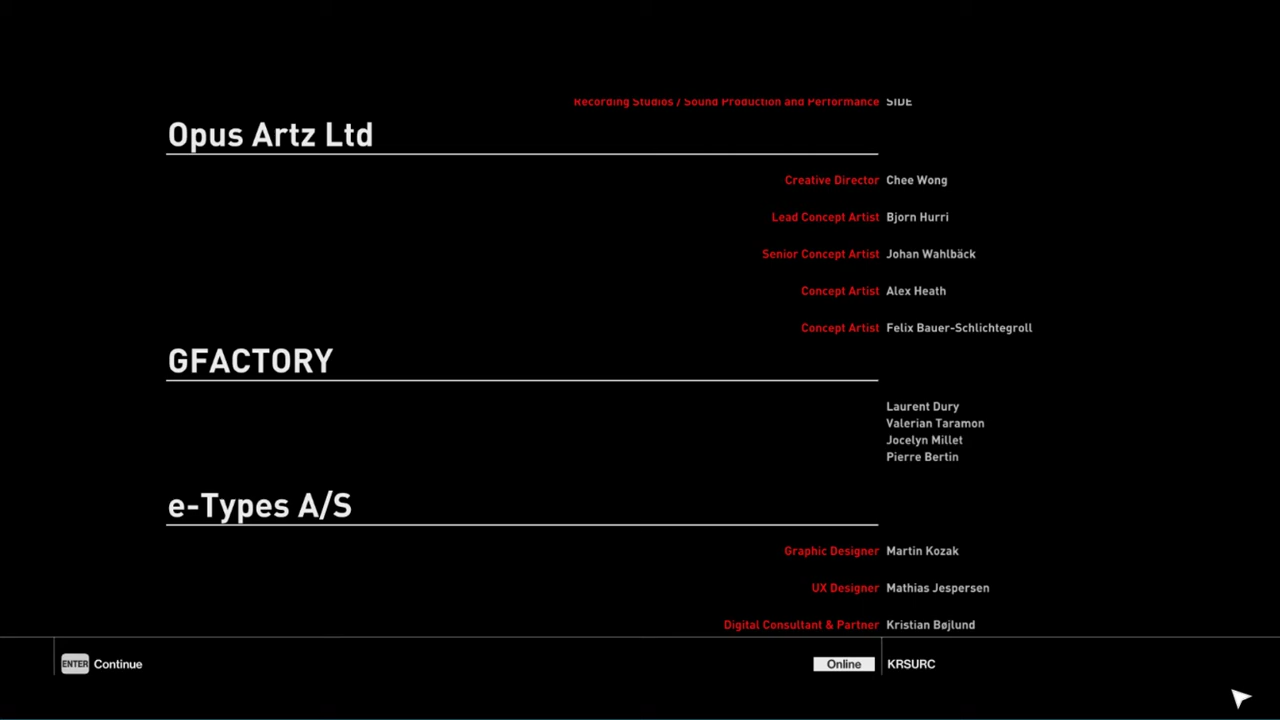 Recording Studios / Sound Production and Performance SIDE
Opus Artz Ltd
Creative Director Chee Wong
Lead Concept Artist Bjorn Hurri
Senior Concept Artist Johan Wahlbäck
Concept Artist Alex Heath
Concept Artist Felix Bauer-Schlichtegroll
GFACTORY
Laurent Dury
Valerian Taramon
Jocelyn Millet
Pierre Bertin
e-Types A/S
Graphic Designer Martin Kozak
UX Designer Mathias Jespersen
Digital Consultant & Partner Kristian Bøjlund
ENTER Continue Online KRSURC